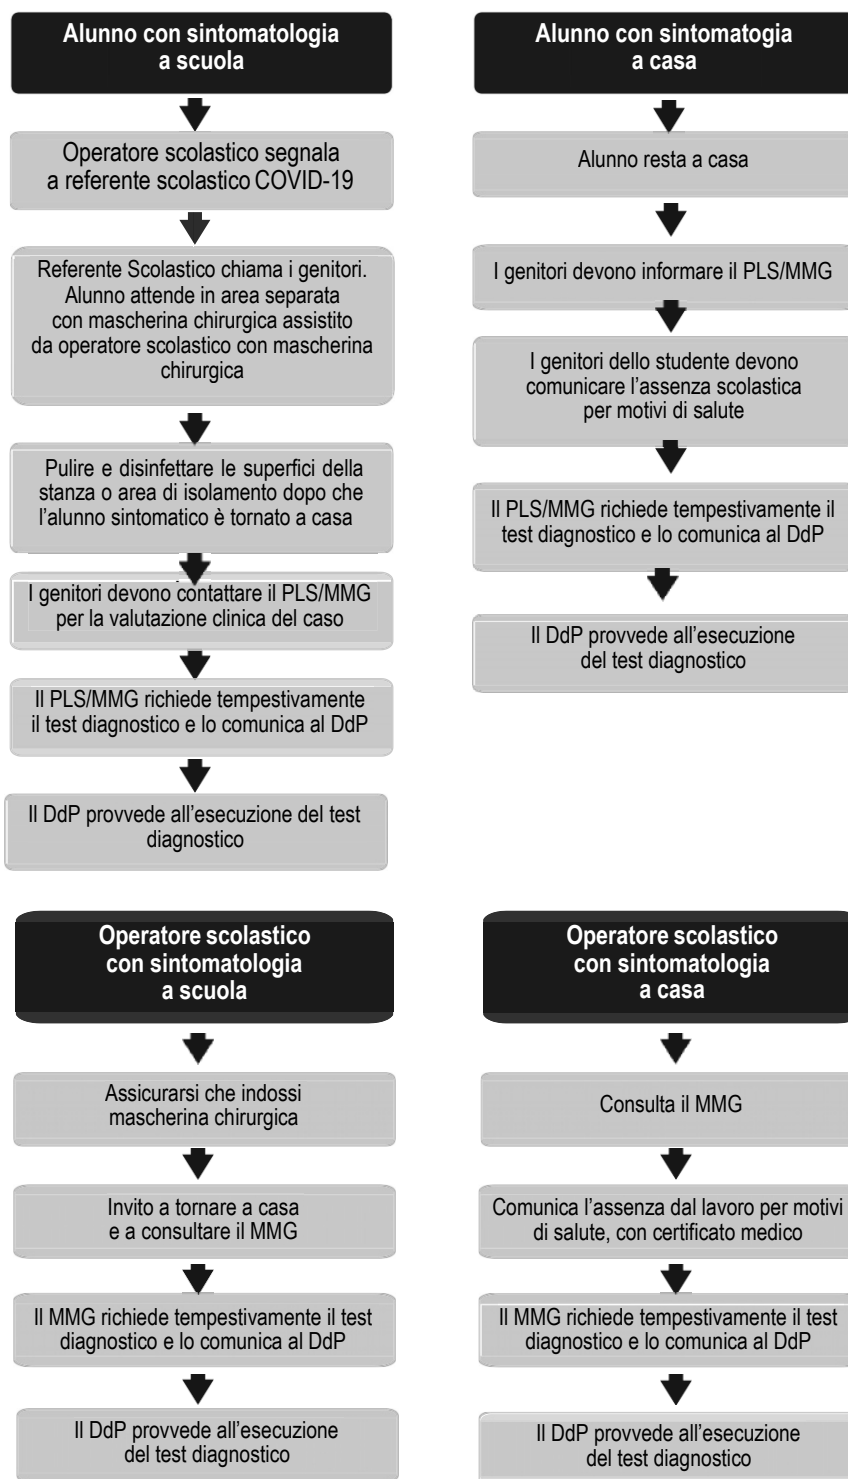 Alunno con sintomatologia
a scuola
Operatore scolastico segnala
a referente scolastico COVID-19
Referente Scolastico chiama i genitori.
Alunno attende in area separata
con mascherina chirurgica assistito
da operatore scolastico con mascherina
chirurgica
Pulire e disinfettare le superfici della
stanza o area di isolamento dopo che
l'alunno sintomatico è tornato a casa
I genitori devono contattare il PLS/MMG
per la valutazione clinica del caso
Il PLS/MMG richiede tempestivamente
il test diagnostico e lo comunica al DdP
Il DdP provvede all'esecuzione del test
diagnostico
Alunno con sintomatogia
a casa
Alunno resta a casa
I genitori devono informare il PLS/MMG
I genitori dello studente devono
comunicare l'assenza scolastica
per motivi di salute
Il PLS/MMG richiede tempestivamente il
test diagnostico e lo comunica al DdP
Il DdP provvede all'esecuzione
del test diagnostico
Operatore scolastico
con sintomatologia
a scuola
Assicurarsi che indossi
mascherina chirurgica
Invito a tornare a casa
e a consultare il MMG
Il MMG richiede tempestivamente il test
diagnostico e lo comunica al DdP
Il DdP provvede all'esecuzione
del test diagnostico
Operatore scolastico
con sintomatologia
a casa
Consulta il MMG
Comunica l'assenza dal lavoro per motivi
di salute, con certificato medico
Il MMG richiede tempestivamente il test
diagnostico e lo comunica al DdP
Il DdP provvede all'esecuzione
del test diagnostico